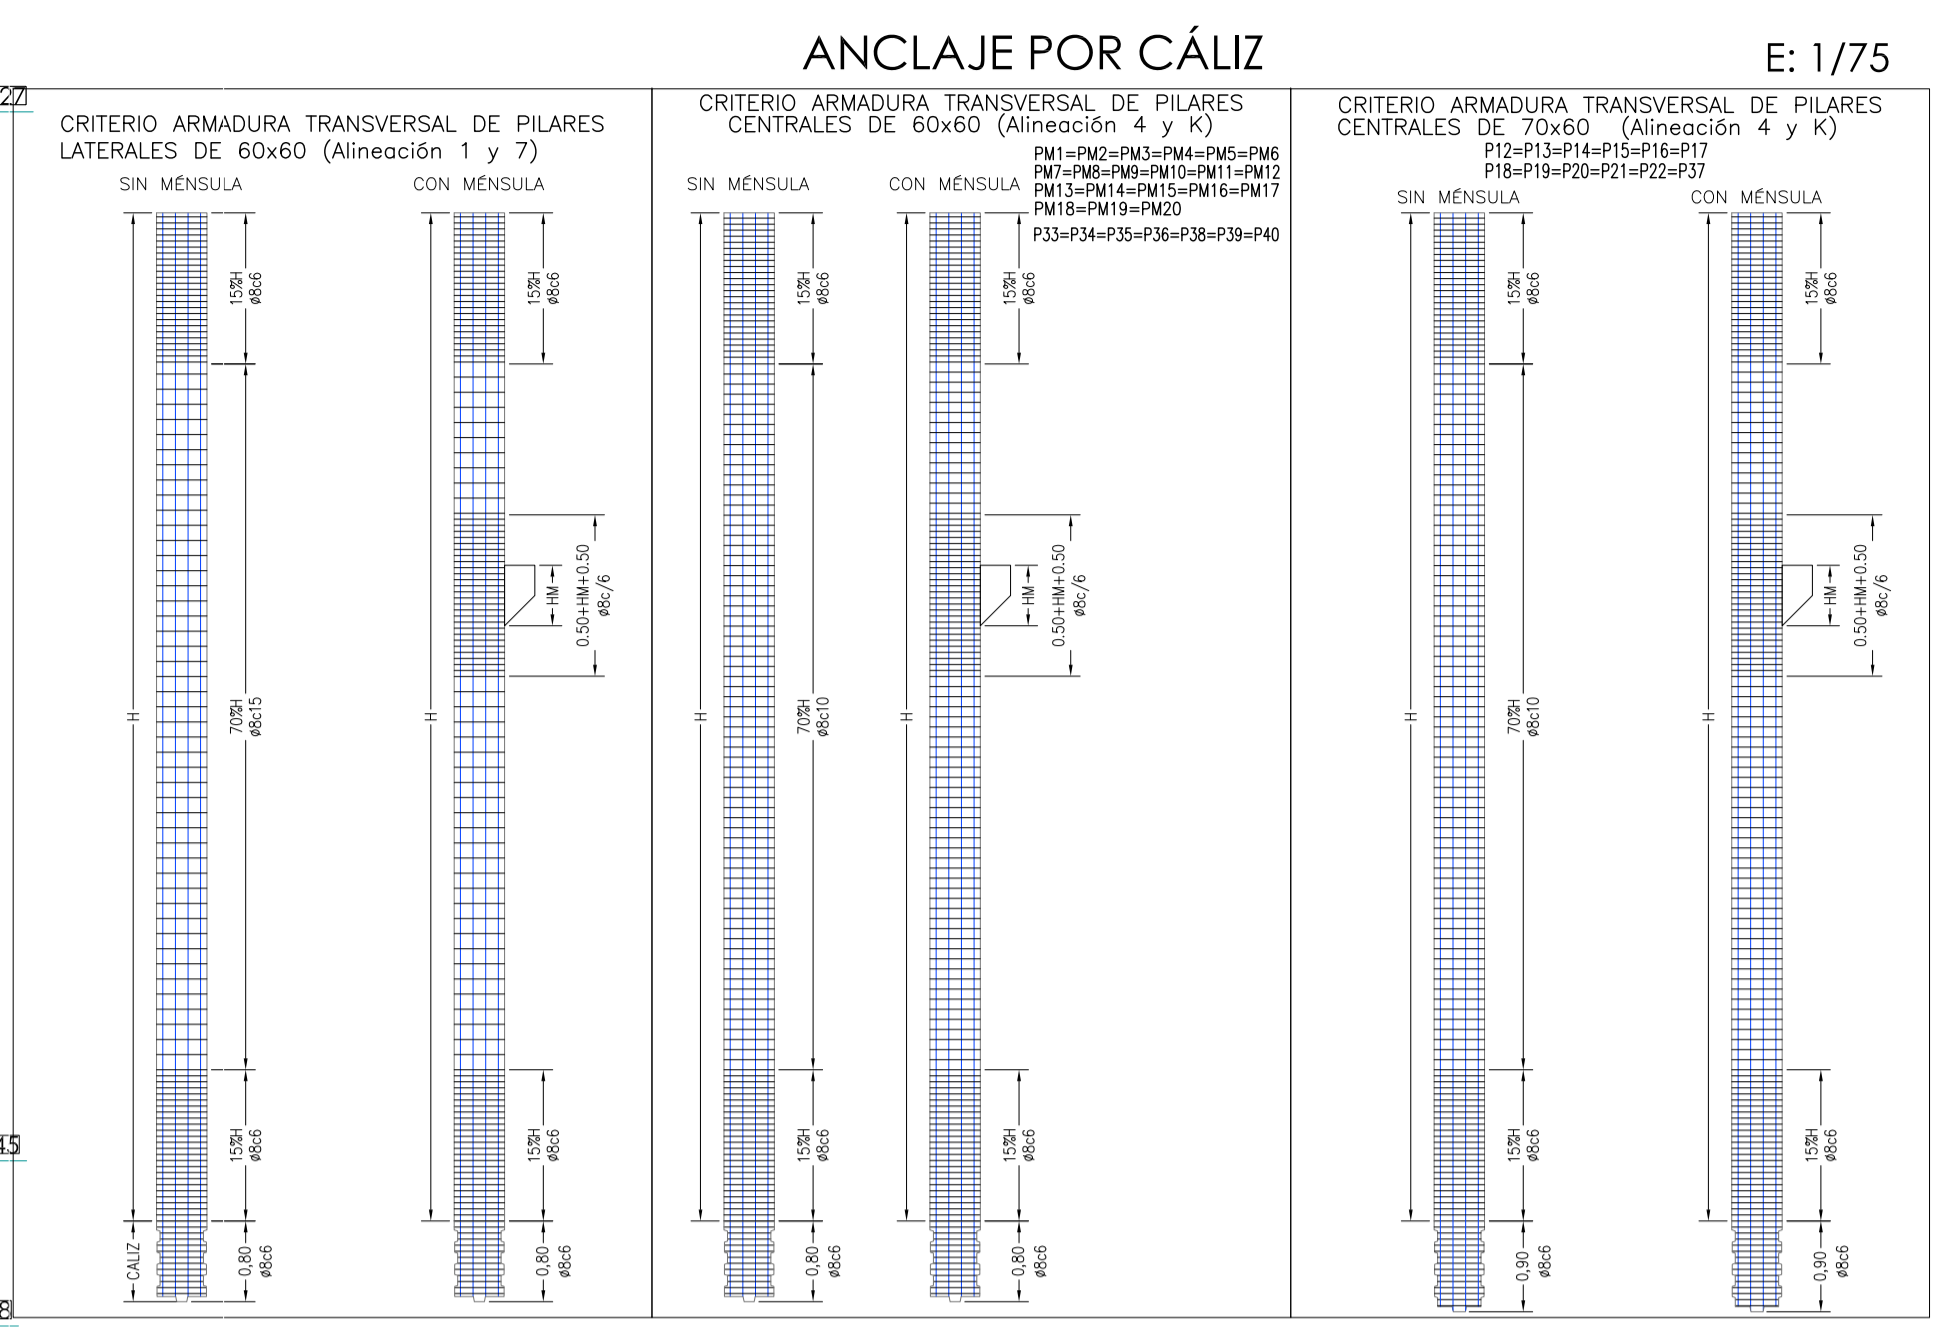 ANCLAJE POR CÁLIZ
E: 1/75
27
45
8
CRITERIO ARMADURA TRANSVERSAL DE PILARES
LATERALES DE 60x60 (Alineación 1 y 7)
SIN MÉNSULA
CON MÉNSULA
H
15%H
ø8c6
70%H
ø8c15
15%H
ø8c6
CALIZ
0,80
ø8c6
H
15%H
ø8c6
HM
0.50+HM+0.50
ø8c/6
15%H
ø8c6
0,80
ø8c6
CRITERIO ARMADURA TRANSVERSAL DE PILARES
CENTRALES DE 60x60 (Alineación 4 y K)
PM1=PM2=PM3=PM4=PM5=PM6
PM7=PM8=PM9=PM10=PM11=PM12
PM13=PM14=PM15=PM16=PM17
PM18=PM19=PM20
P33=P34=P35=P36=P38=P39=P40
SIN MÉNSULA
CON MÉNSULA
H
15%H
ø8c6
70%H
ø8c10
15%H
ø8c6
0,80
ø8c6
H
15%H
ø8c6
HM
0.50+HM+0.50
ø8c/6
15%H
ø8c6
0,80
ø8c6
CRITERIO ARMADURA TRANSVERSAL DE PILARES
CENTRALES DE 70x60 (Alineación 4 y K)
P12=P13=P14=P15=P16=P17
P18=P19=P20=P21=P22=P37
SIN MÉNSULA
CON MÉNSULA
H
15%H
ø8c6
70%H
ø8c10
15%H
ø8c6
0,90
ø8c6
H
15%H
ø8c6
HM
0.50+HM+0.50
ø8c/6
15%H
ø8c6
0,90
ø8c6